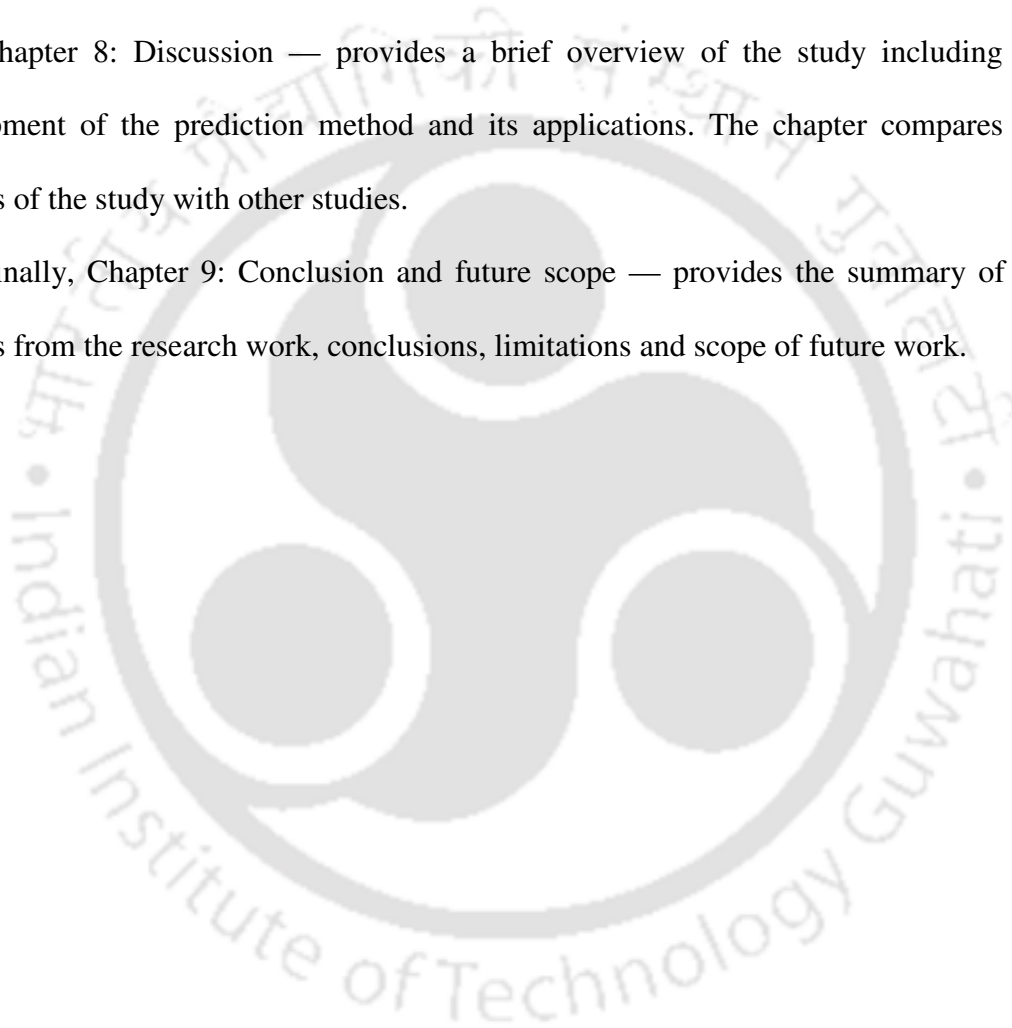 hapter 8: Discussion — provides a brief overview of the study including
pment of the prediction method and its applications. The chapter compares
s of the study with other studies.
nally, Chapter 9: Conclusion and future scope — provides the summary of
s from the research work, conclusions, limitations and scope of future work.
भारतीय प्रौद्योगिकी संस्थान गुवाहाटी
• Indian Institute of Technology Guwahati •